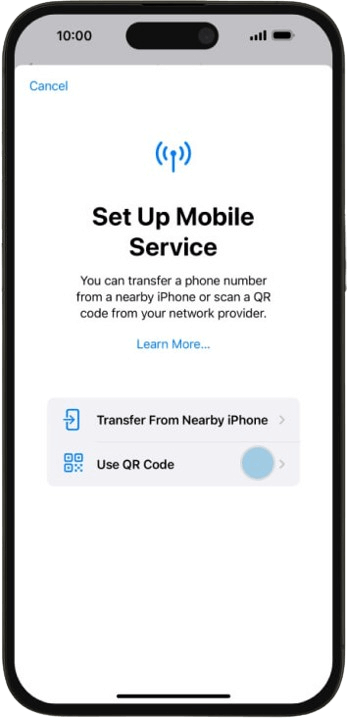 10:00
Cancel
Set Up Mobile
Service
You can transfer a phone number
from a nearby iPhone or scan a QR
code from your network provider.
Learn More...
Transfer From Nearby iPhone
Use QR Code